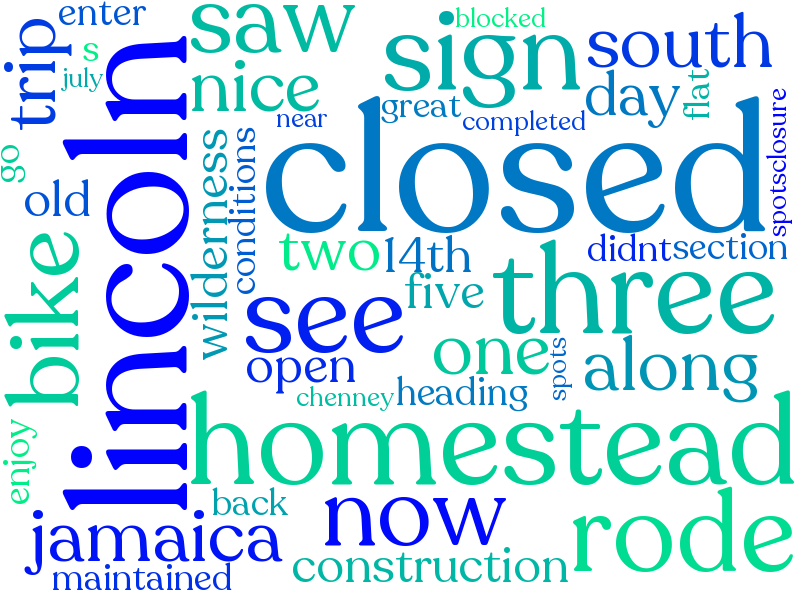 enter
saw
blocked
s
sign
south
trip
july
nice
day
flat
great
near
completed
lincoln
closed
spotsclosure
go
wilderness
conditions
old
two
14th
didnt
section
bike
see
five
three
open
one
spots
along
chenney
heading
homestead
enjoy
back
now
rode
jamaica
construction
maintained